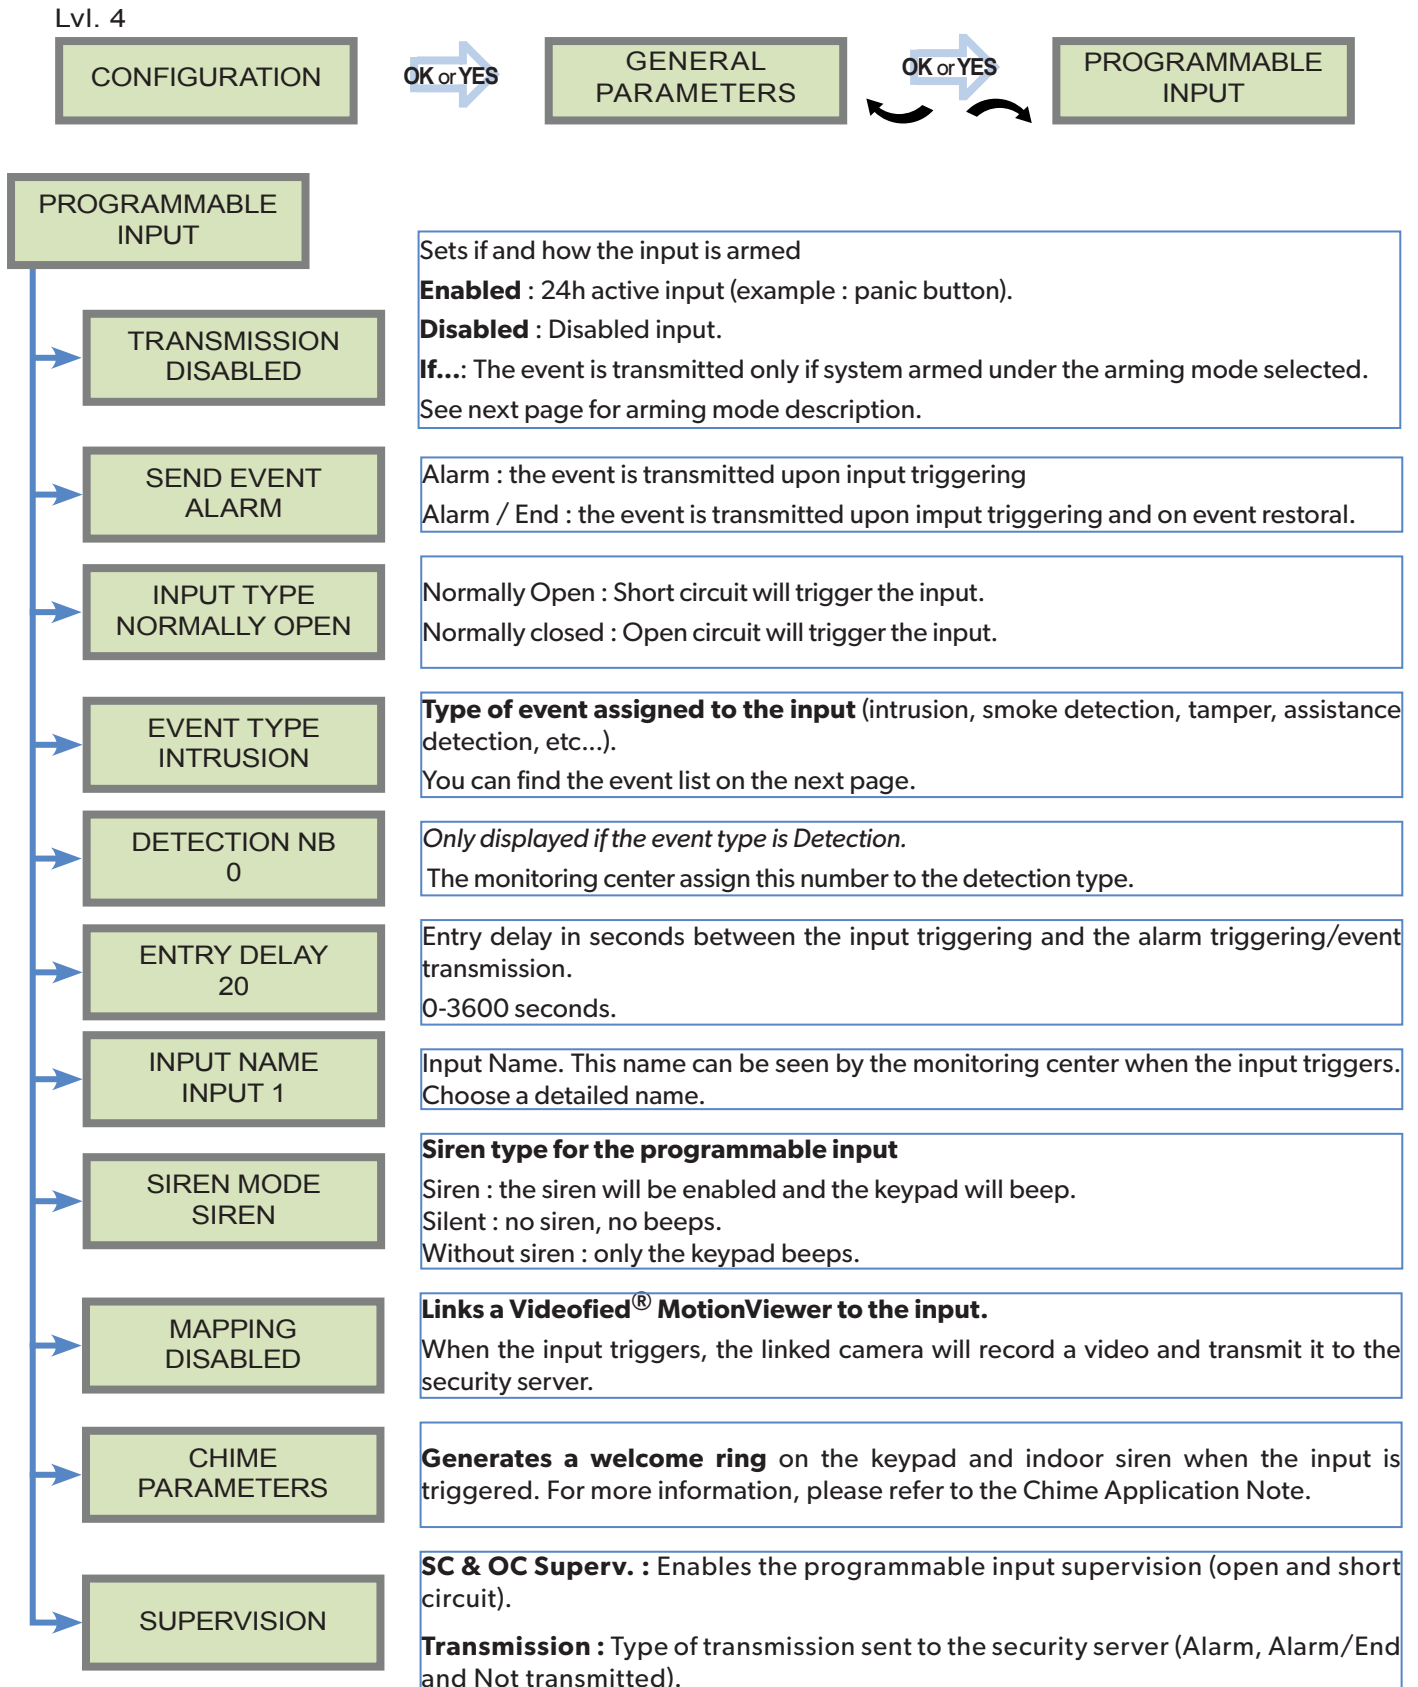 Lvl. 4
CONFIGURATION
OK or YES
GENERAL
PARAMETERS
OK or YES
PROGRAMMABLE
INPUT
PROGRAMMABLE
INPUT
TRANSMISSION
DISABLED
Sets if and how the input is armed
Enabled : 24h active input (example : panic button).
Disabled : Disabled input.
If...: The event is transmitted only if system armed under the arming mode selected.
See next page for arming mode description.
SEND EVENT
ALARM
Alarm : the event is transmitted upon input triggering
Alarm / End : the event is transmitted upon imput triggering and on event restoral.
INPUT TYPE
NORMALLY OPEN
Normally Open : Short circuit will trigger the input.
Normally closed : Open circuit will trigger the input.
EVENT TYPE
INTRUSION
Type of event assigned to the input (intrusion, smoke detection, tamper, assistance
detection, etc...).
You can find the event list on the next page.
DETECTION NB
0
Only displayed if the event type is Detection.
The monitoring center assign this number to the detection type.
ENTRY DELAY
20
Entry delay in seconds between the input triggering and the alarm triggering/event
transmission.
0-3600 seconds.
INPUT NAME
INPUT 1
Input Name. This name can be seen by the monitoring center when the input triggers.
Choose a detailed name.
SIREN MODE
SIREN
Siren type for the programmable input
Siren : the siren will be enabled and the keypad will beep.
Silent : no siren, no beeps.
Without siren : only the keypad beeps.
MAPPING
DISABLED
Links a Videofied® MotionViewer to the input.
When the input triggers, the linked camera will record a video and transmit it to the
security server.
CHIME
PARAMETERS
Generates a welcome ring on the keypad and indoor siren when the input is
triggered. For more information, please refer to the Chime Application Note.
SUPERVISION
SC & OC Superv. : Enables the programmable input supervision (open and short
circuit).
Transmission : Type of transmission sent to the security server (Alarm, Alarm/End
and Not transmitted).